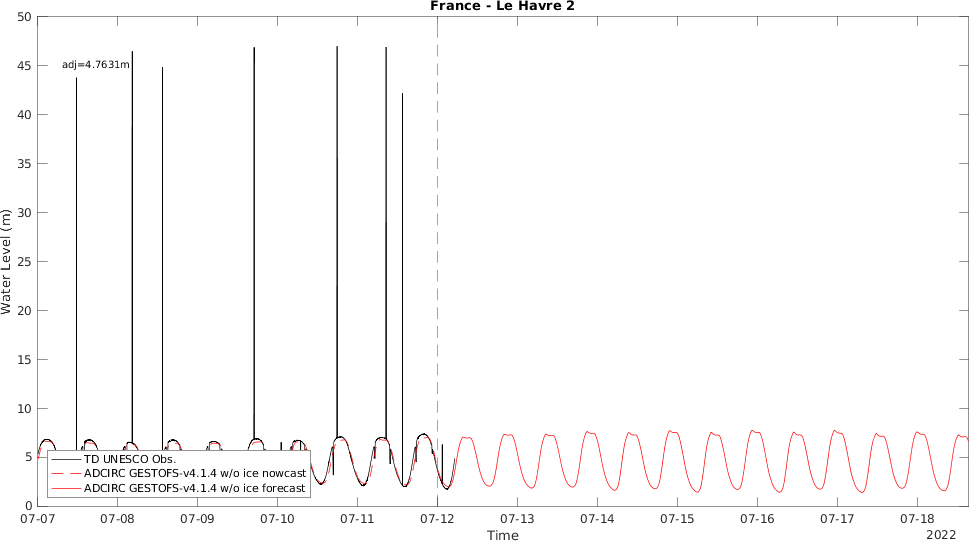 France - Le Havre 2
50
45
40
35
30
25
20
15
10
5
0
Water Level (m)
adj=4.7631m
TD UNESCO Obs.
ADCIRC GESTOFS-v4.1.4 w/o ice nowcast
ADCIRC GESTOFS-v4.1.4 w/o ice forecast
07-07 07-08 07-09 07-10 07-11 07-12 07-13 07-14 07-15 07-16 07-17 07-18
Time
2022